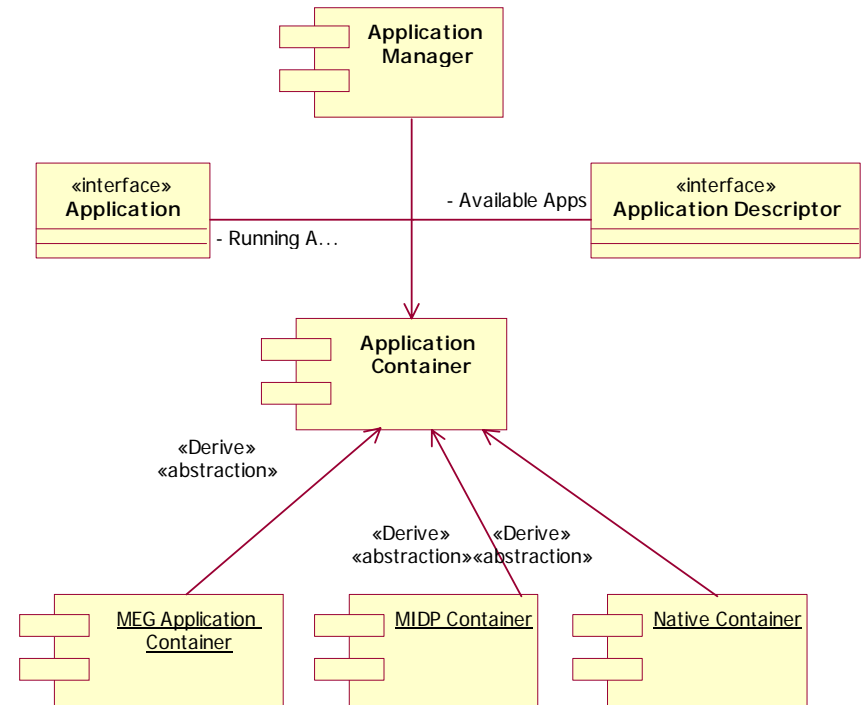 Application
Manager
«interface»
Application
- Available Apps
«interface»
Application Descriptor
- Running A...
Application
Container
«Derive»
«abstraction»
«Derive»
«abstraction»
«Derive»
«abstraction»
MEG Application
Container
MIDP Container
Native Container